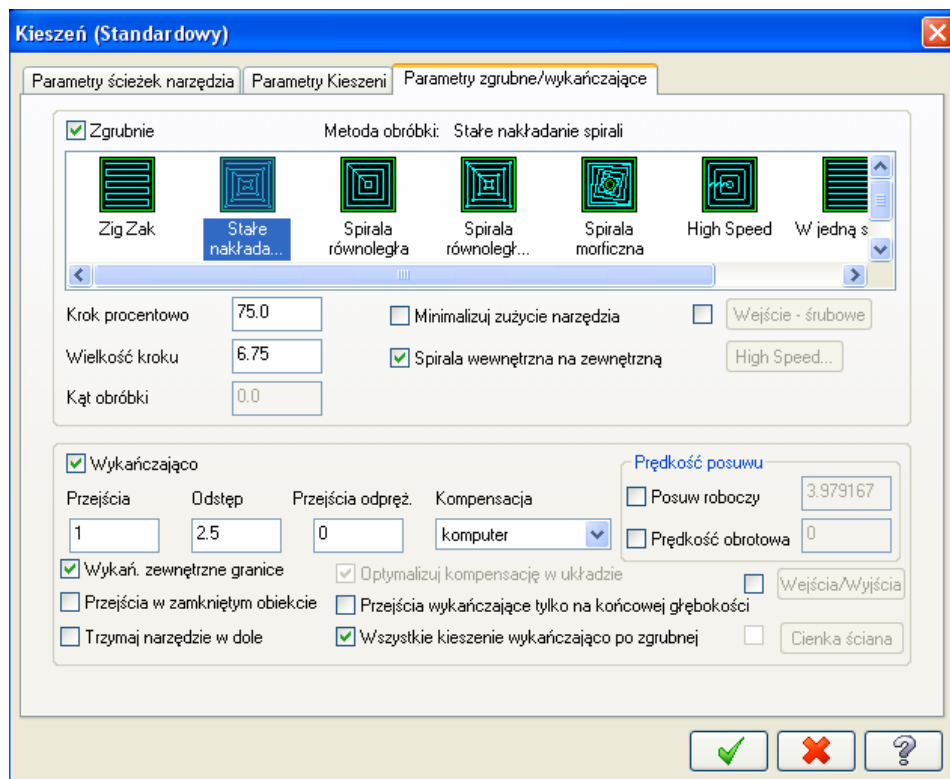 Kieszeń (Standardowy)
Parametry ścieżek narzędzia Parametry Kieszeni Parametry zgrubne/wykańczające
Zgrubnie Metoda obróbki: Stałe nakładanie spirali
Zig Zak Stałe nakłada... Spirala równoległa Spirala równoległ... Spirala morficzna High Speed W jedną s
Krok procentowo 75.0 Minimalizuj zużycie narzędzia Wejście - śrubowe
Wielkość kroku 6.75 Spirala wewnętrzna na zewnętrzną High Speed...
Kąt obróbki 0.0
Wykańczająco Prędkość posuwu
Przejścia Odstęp Przejścia odpręż. Kompensacja Posuw roboczy 3.979167
1 2.5 0 komputer Prędkość obrotowa 0
Wykań. zewnętrzne granice Optymalizuj kompensację w układzie Wejścia/Wyjścia
Przejścia w zamkniętym obiekcie Przejścia wykańczające tylko na końcowej głębokości
Trzymaj narzędzie w dole Wszystkie kieszenie wykańczająco po zgrubnej Cienka ściana